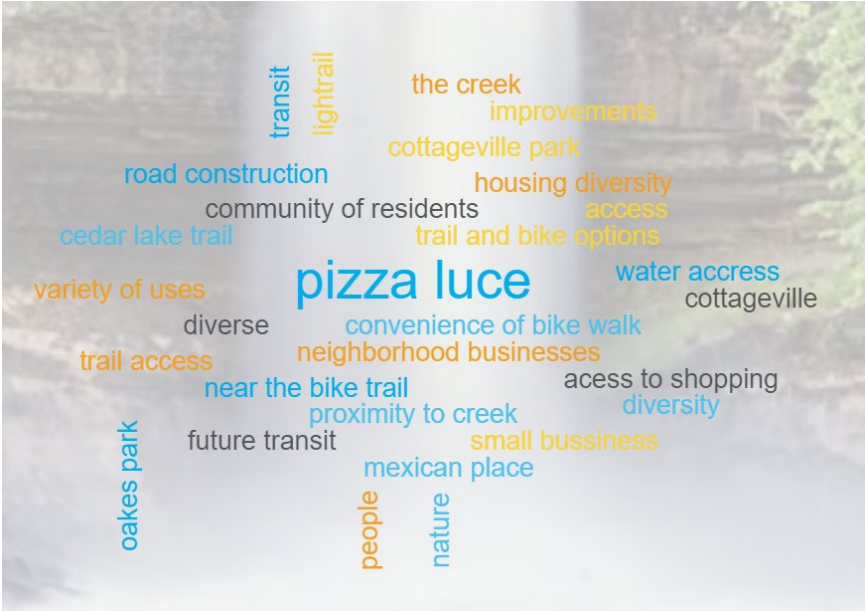 transit
lightrail
the creek
improvements
cottageville park
road construction
housing diversity
community of residents
access
cedar lake trail
trail and bike options
pizza luce
water accress
variety of uses
cottageville
diverse
convenience of bike walk
trail access
neighborhood businesses
near the bike trail
acess to shopping
proximity to creek
diversity
future transit
small bussiness
oakes park
mexican place
people
nature